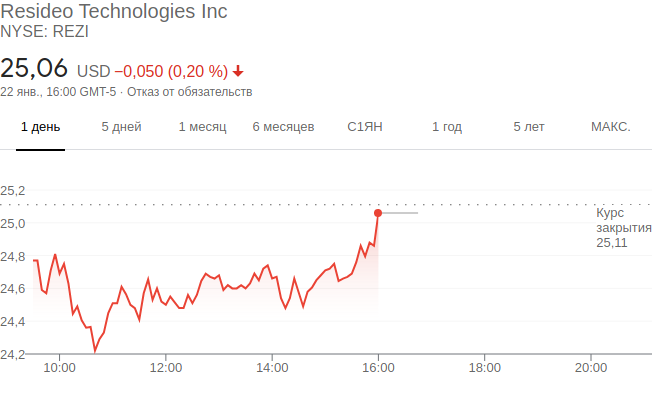 Resideo Technologies Inc
NYSE: REZI
25,06 USD −0,050 (0,20 %)
22 янв., 16:00 GMT-5 · Отказ от обязательств
1 день 5 дней 1 месяц 6 месяцев С1ЯН 1 год 5 лет МАКС.
25,2
25,0
24,8
24,6
24,4
24,2
Курс
закрытия
25,11
10:00 12:00 14:00 16:00 18:00 20:00